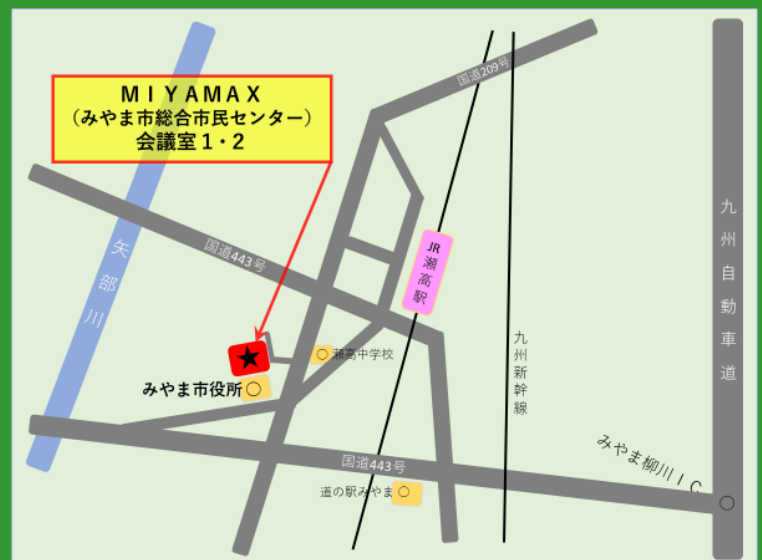 国道209号
MIYAMAX
（みやま市総合市民センター）
会議室1・2
九州自動車道
国道443号
矢部川
JR瀬高駅
九州新幹線
瀬高中学校
みやま市役所
みやま柳川IC
国道443号
道の駅みやま